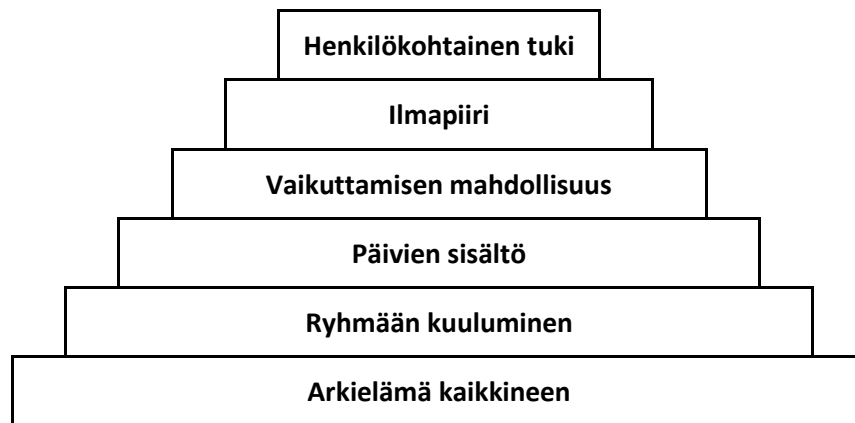 Henkilökohtainen tuki
Ilmapiiri
Vaikuttamisen mahdollisuus
Päivien sisältö
Ryhmään kuuluminen
Arkielämä kaikkineen